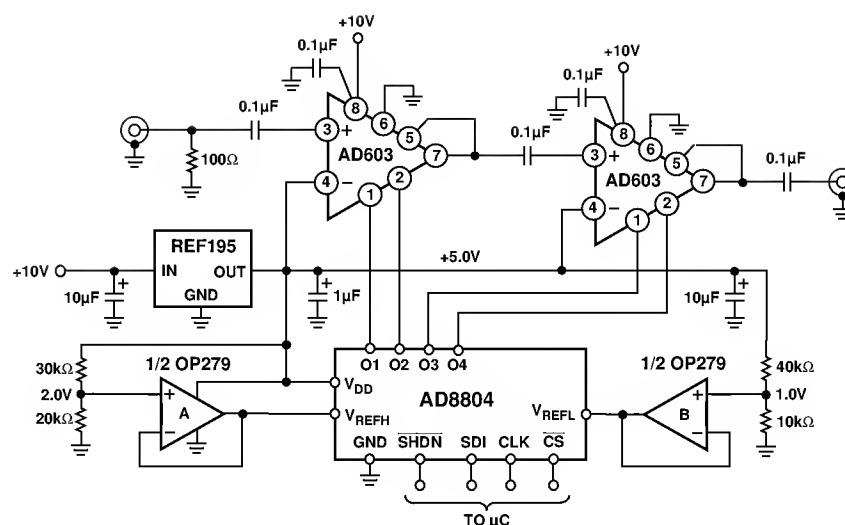 +10V
+10V
0.1µF
0.1µF
0.1µF
0.1µF
0.1µF
8
6
5
3
+
7
AD603
4
–
2
1
100Ω
8
6
5
3
+
7
AD603
4
–
2
1
REF195
+10V
IN
OUT
GND
+5.0V
10µF
+
1µF
+
10µF
+
30kΩ
1/2 OP279
2.0V
20kΩ
+
A
–
O1 O2 O3 O4
VDD
AD8804
VREFH
VREFL
GND SHDN SDI CLK CS
1/2 OP279
40kΩ
1.0V
10kΩ
+
B
–
TO µC